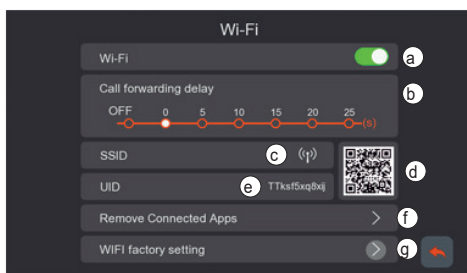 Wi-Fi
Wi-Fi a
Call forwarding delay b
OFF 0 5 10 15 20 25 (s)
SSID c
d
UID e TTksf5xq8xij
Remove Connected Apps f
WIFI factory setting g